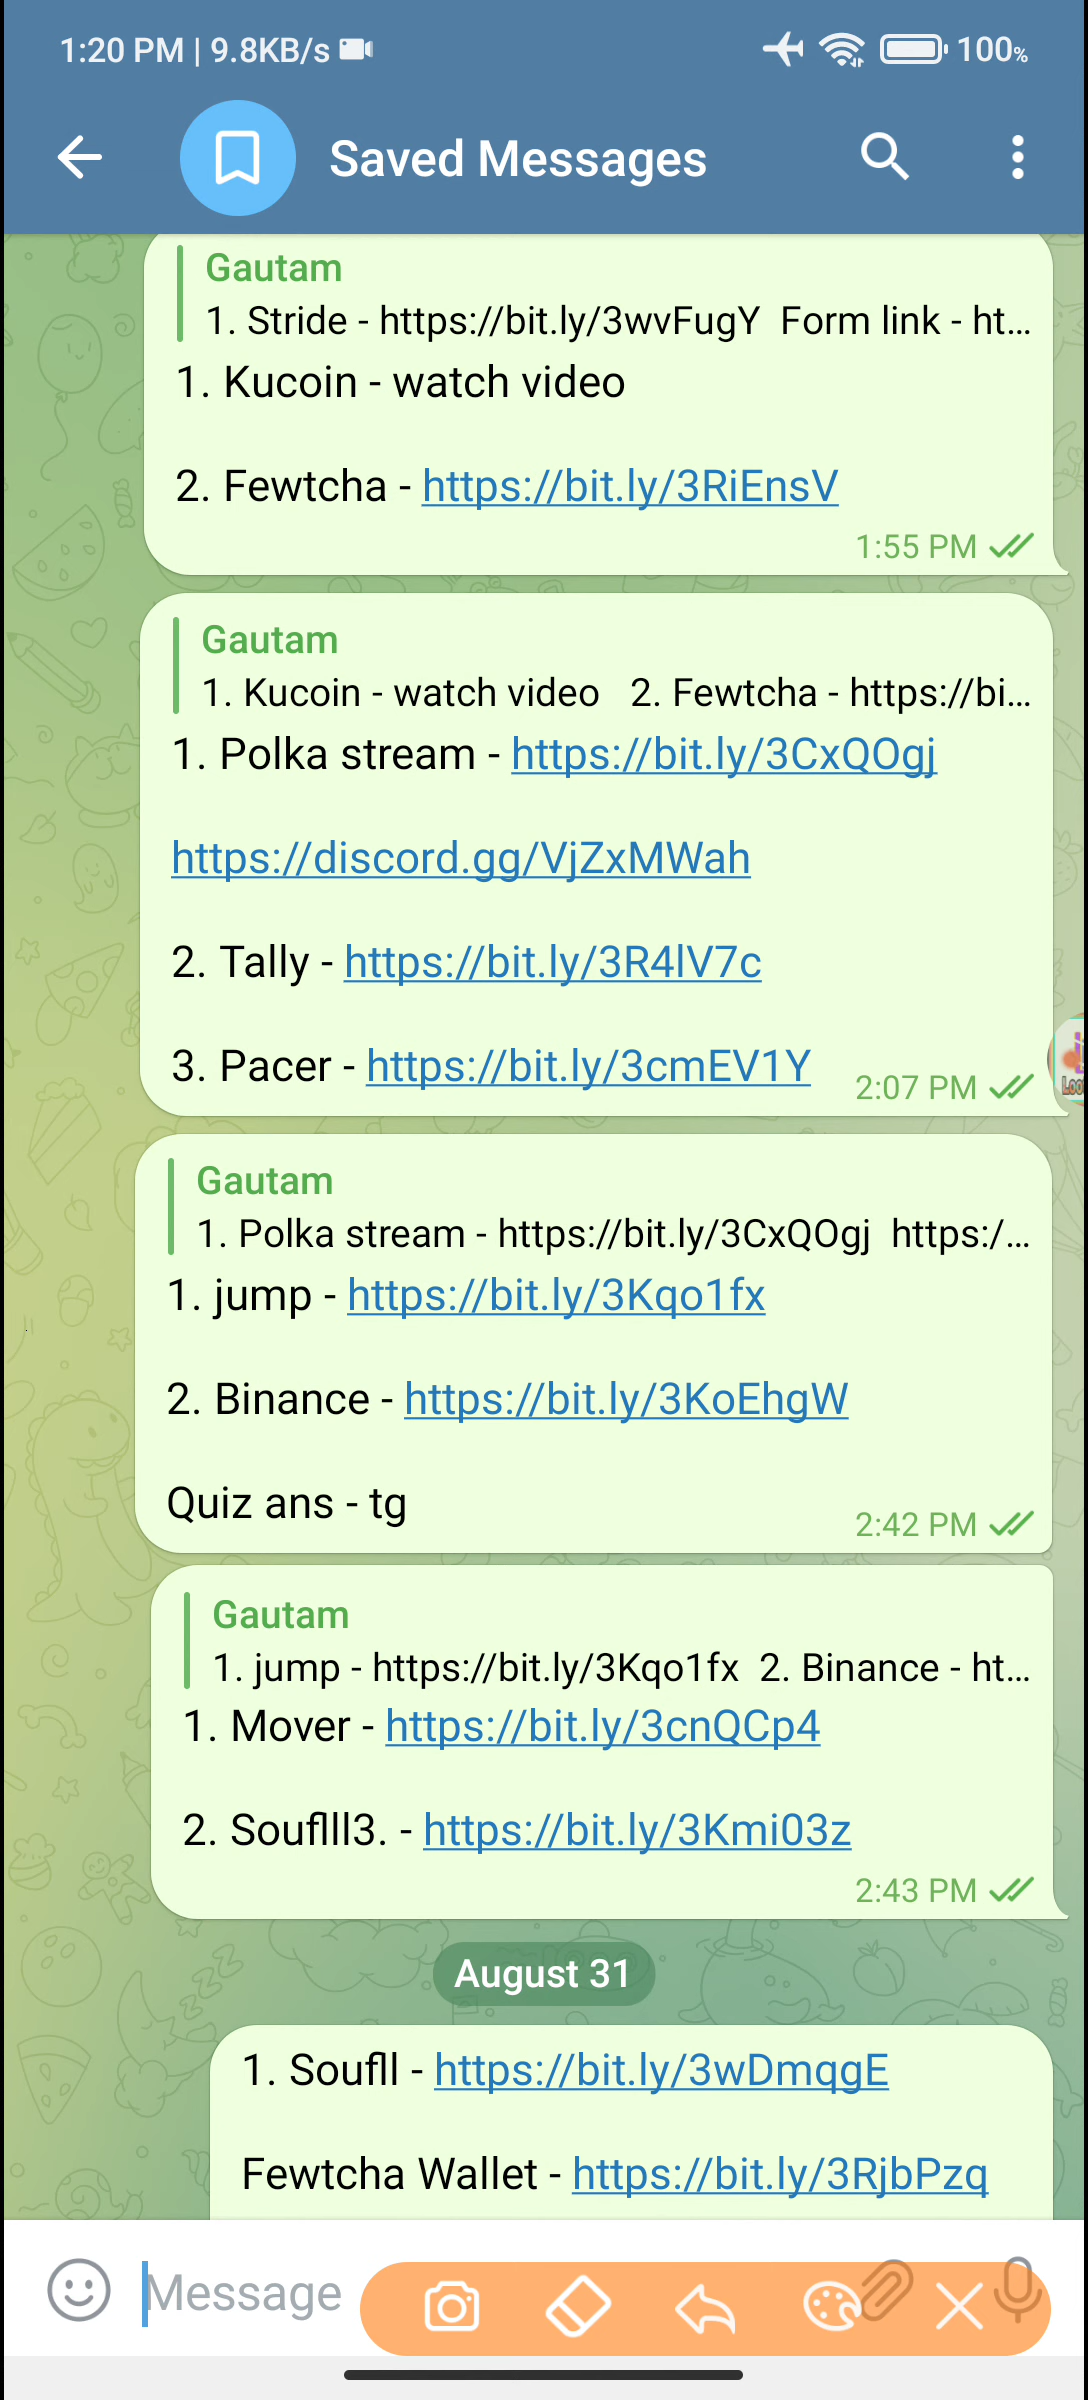 1:20 PM | 9.8KB/s
100%
Saved Messages
Gautam
1. Stride - https://bit.ly/3wvFugY  Form link - ht...
1. Kucoin - watch video
2. Fewtcha - https://bit.ly/3RiEnsV
1:55 PM
Gautam
1. Kucoin - watch video   2. Fewtcha - https://bi...
1. Polka stream - https://bit.ly/3CxQOgj
https://discord.gg/VjZxMWah
2. Tally - https://bit.ly/3R4lV7c
3. Pacer - https://bit.ly/3cmEV1Y
2:07 PM
Gautam
1. Polka stream - https://bit.ly/3CxQOgj  https:/...
1. jump - https://bit.ly/3Kqo1fx
2. Binance - https://bit.ly/3KoEhgW
Quiz ans - tg
2:42 PM
Gautam
1. jump - https://bit.ly/3Kqo1fx  2. Binance - ht...
1. Mover - https://bit.ly/3cnQCp4
2. Souflll3. - https://bit.ly/3Kmi03z
2:43 PM
August 31
1. Soufll - https://bit.ly/3wDmqgE
Fewtcha Wallet - https://bit.ly/3RjbPzq
Message